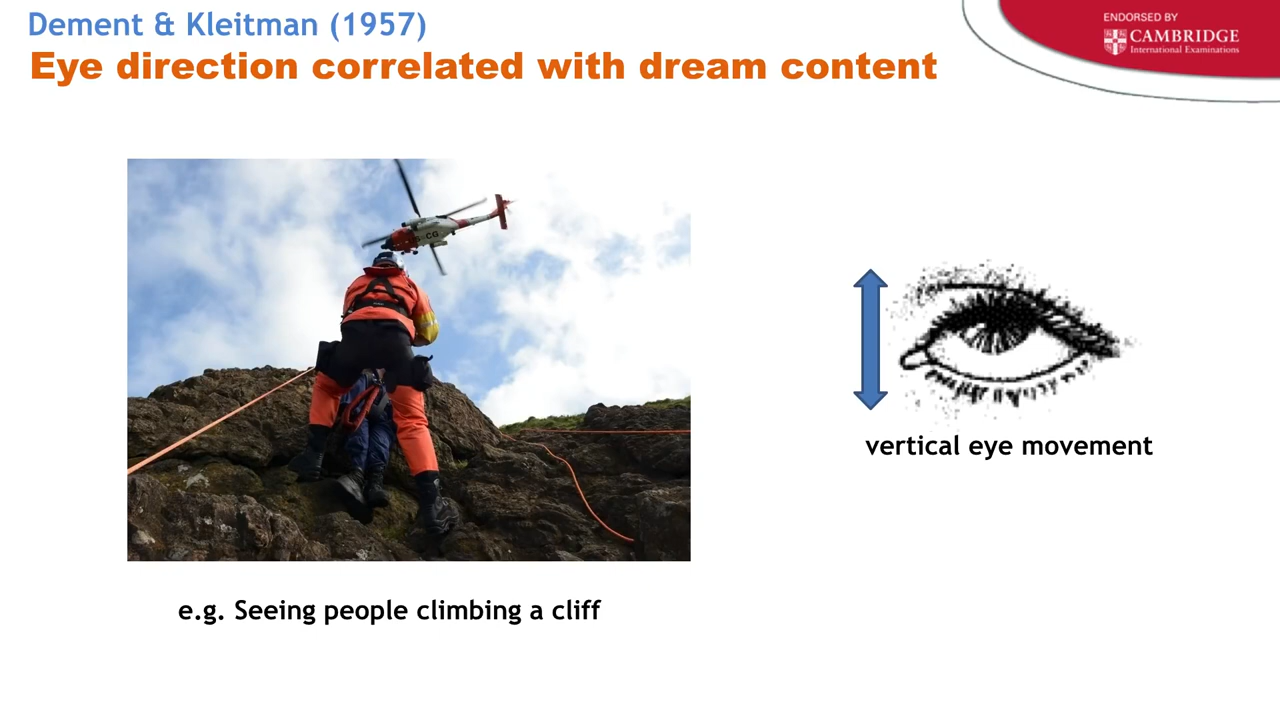 Dement & Kleitman (1957)
Eye direction correlated with dream content
ENDORSED BY
CAMBRIDGE
International Examinations
CG
vertical eye movement
e.g. Seeing people climbing a cliff